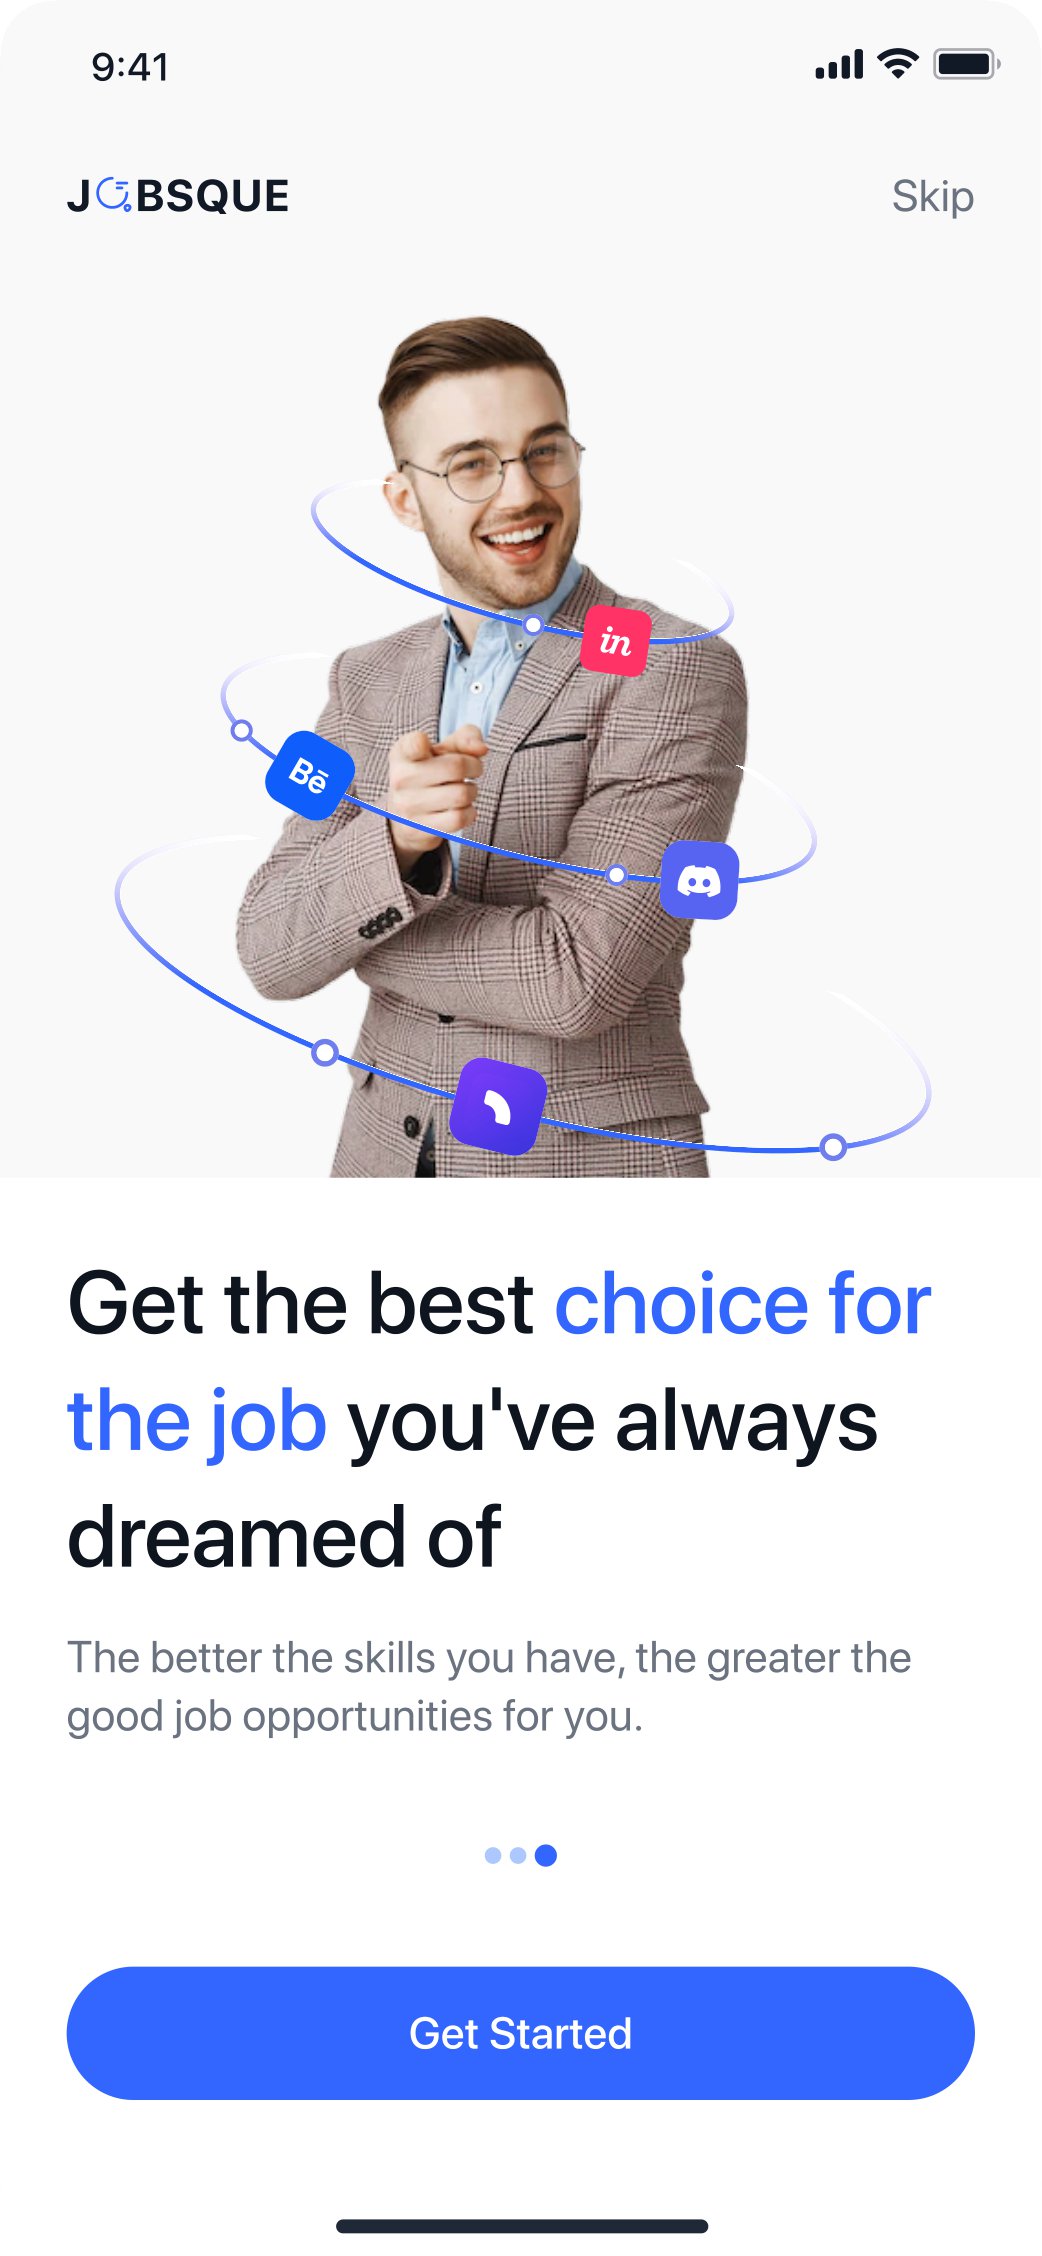 9:41
JOBSQUE
Skip
in
Bē
Get the best choice for
the job you've always
dreamed of
The better the skills you have, the greater the
good job opportunities for you.
Get Started